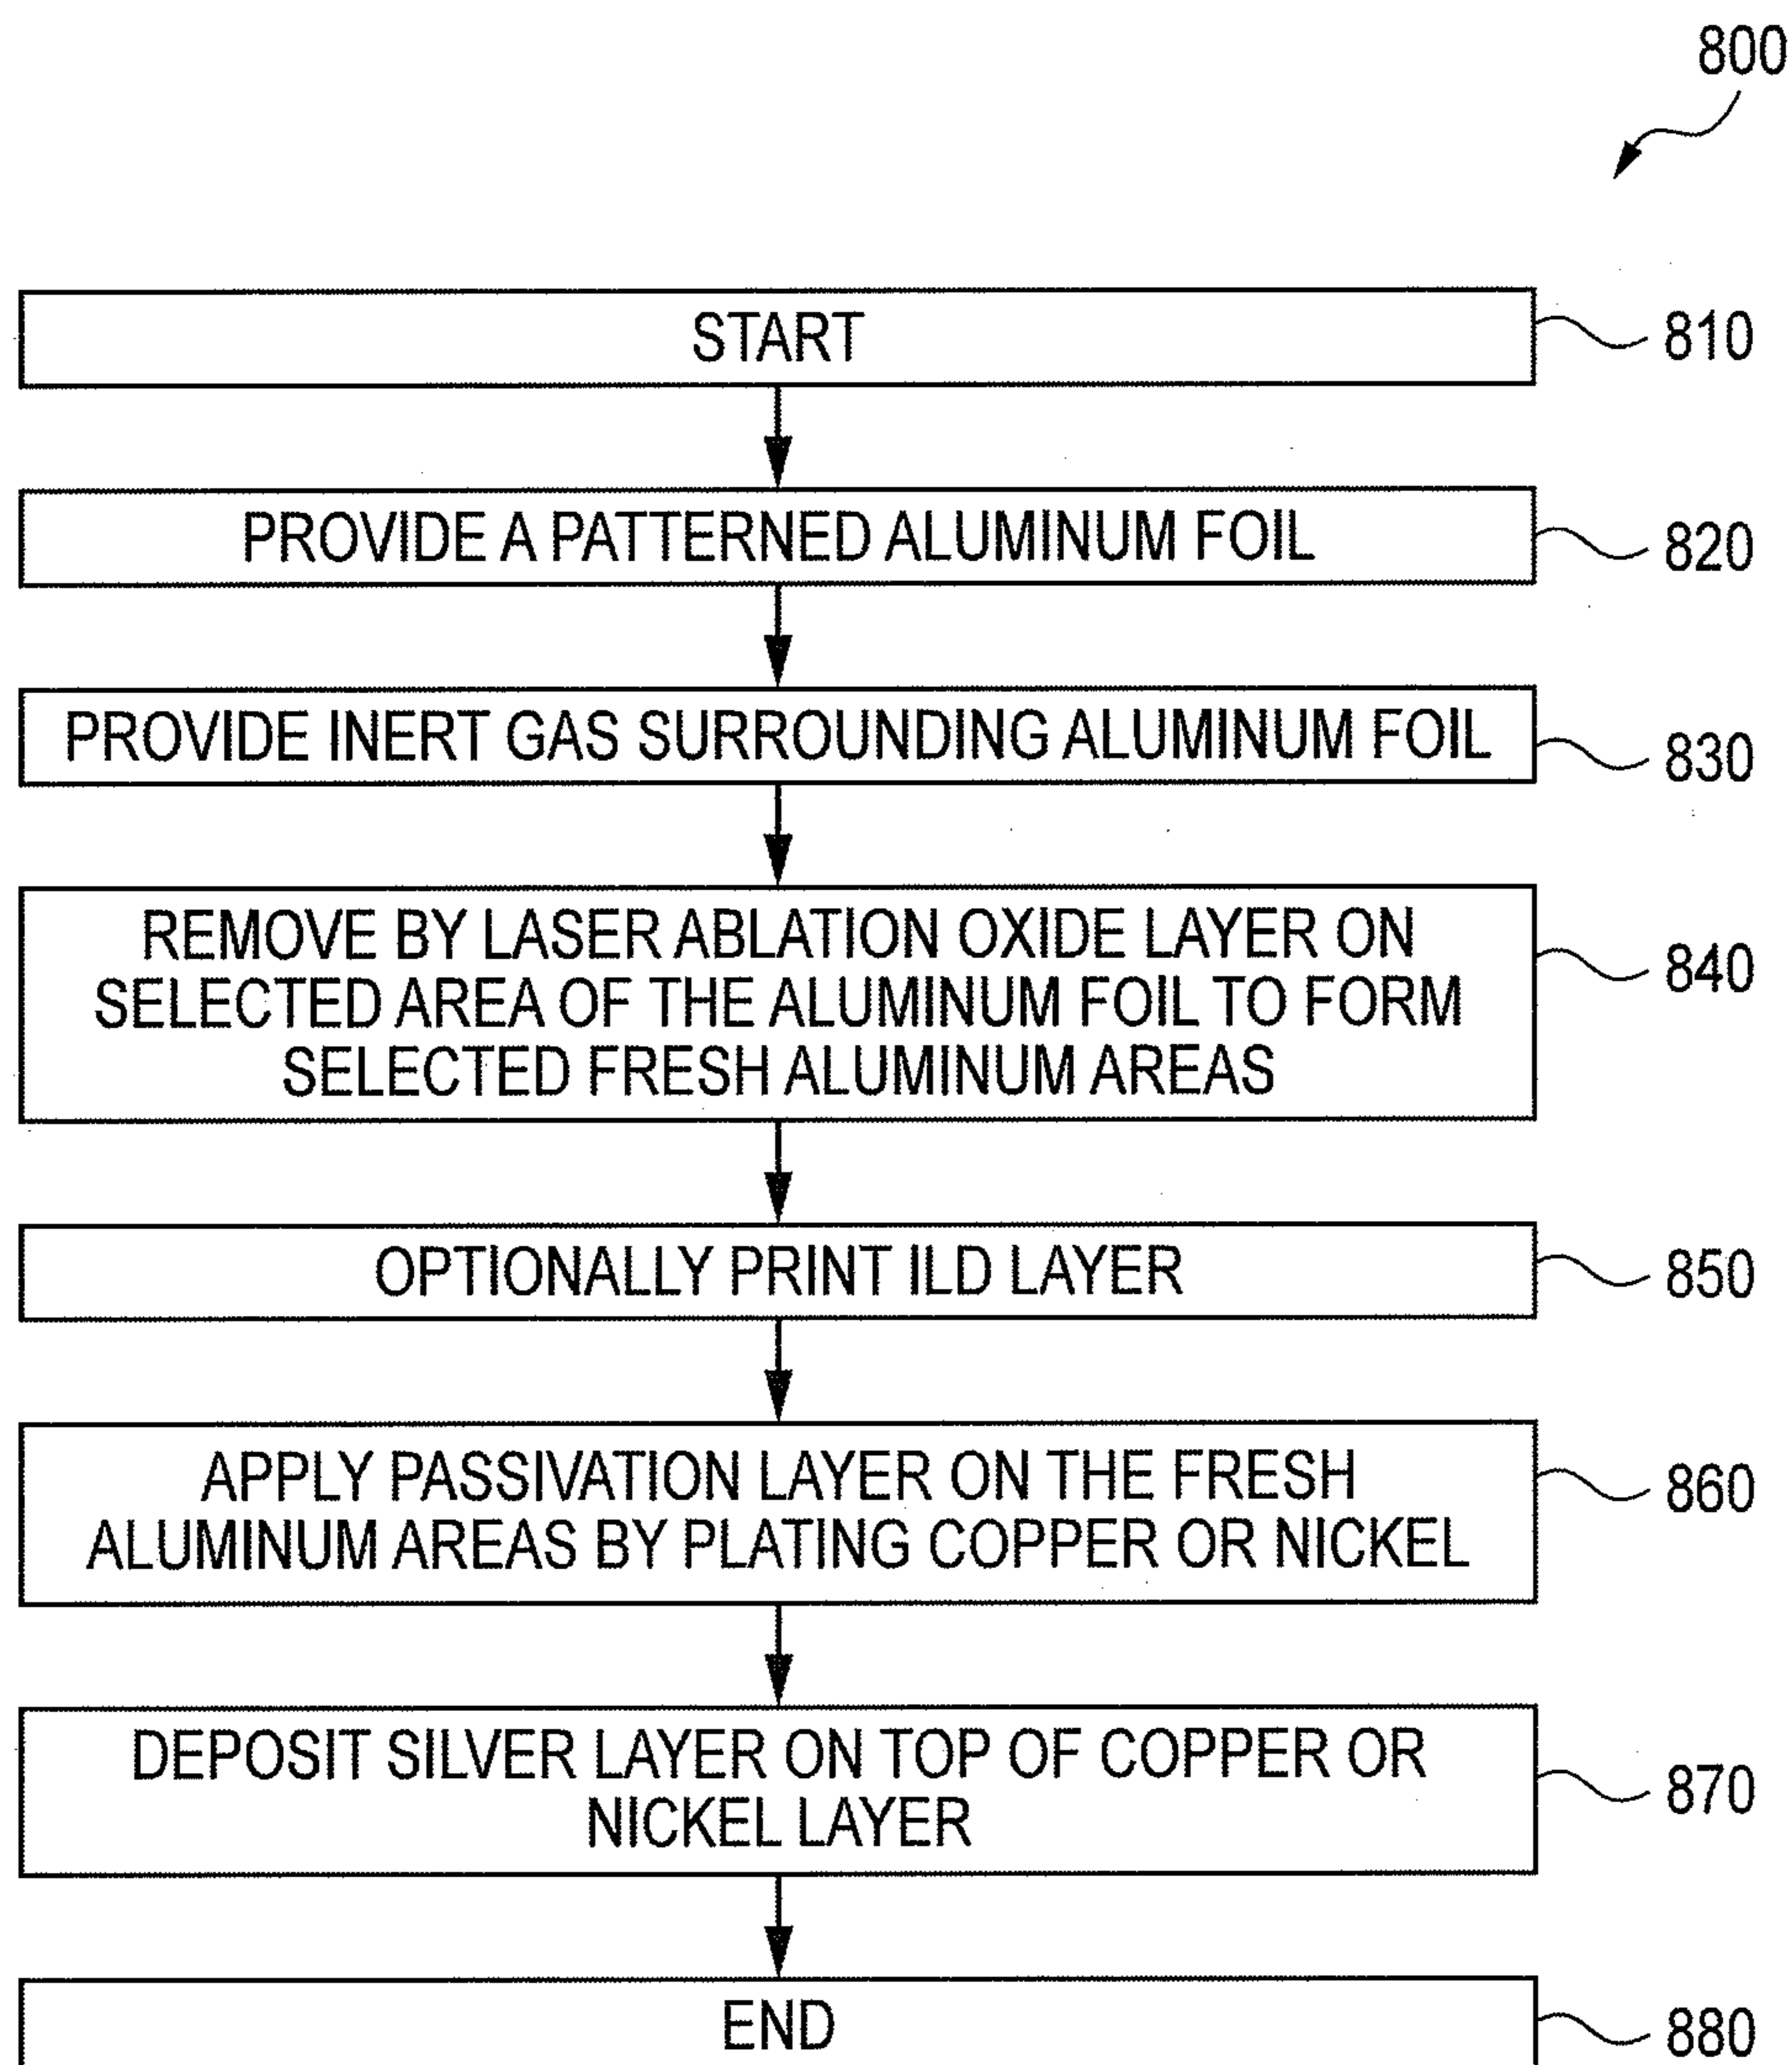 800
START
810
PROVIDE A PATTERNED ALUMINUM FOIL
820
PROVIDE INERT GAS SURROUNDING ALUMINUM FOIL
830
REMOVE BY LASER ABLATION OXIDE LAYER ON
SELECTED AREA OF THE ALUMINUM FOIL TO FORM
SELECTED FRESH ALUMINUM AREAS
840
OPTIONALLY PRINT ILD LAYER
850
APPLY PASSIVATION LAYER ON THE FRESH
ALUMINUM AREAS BY PLATING COPPER OR NICKEL
860
DEPOSIT SILVER LAYER ON TOP OF COPPER OR
NICKEL LAYER
870
END
880